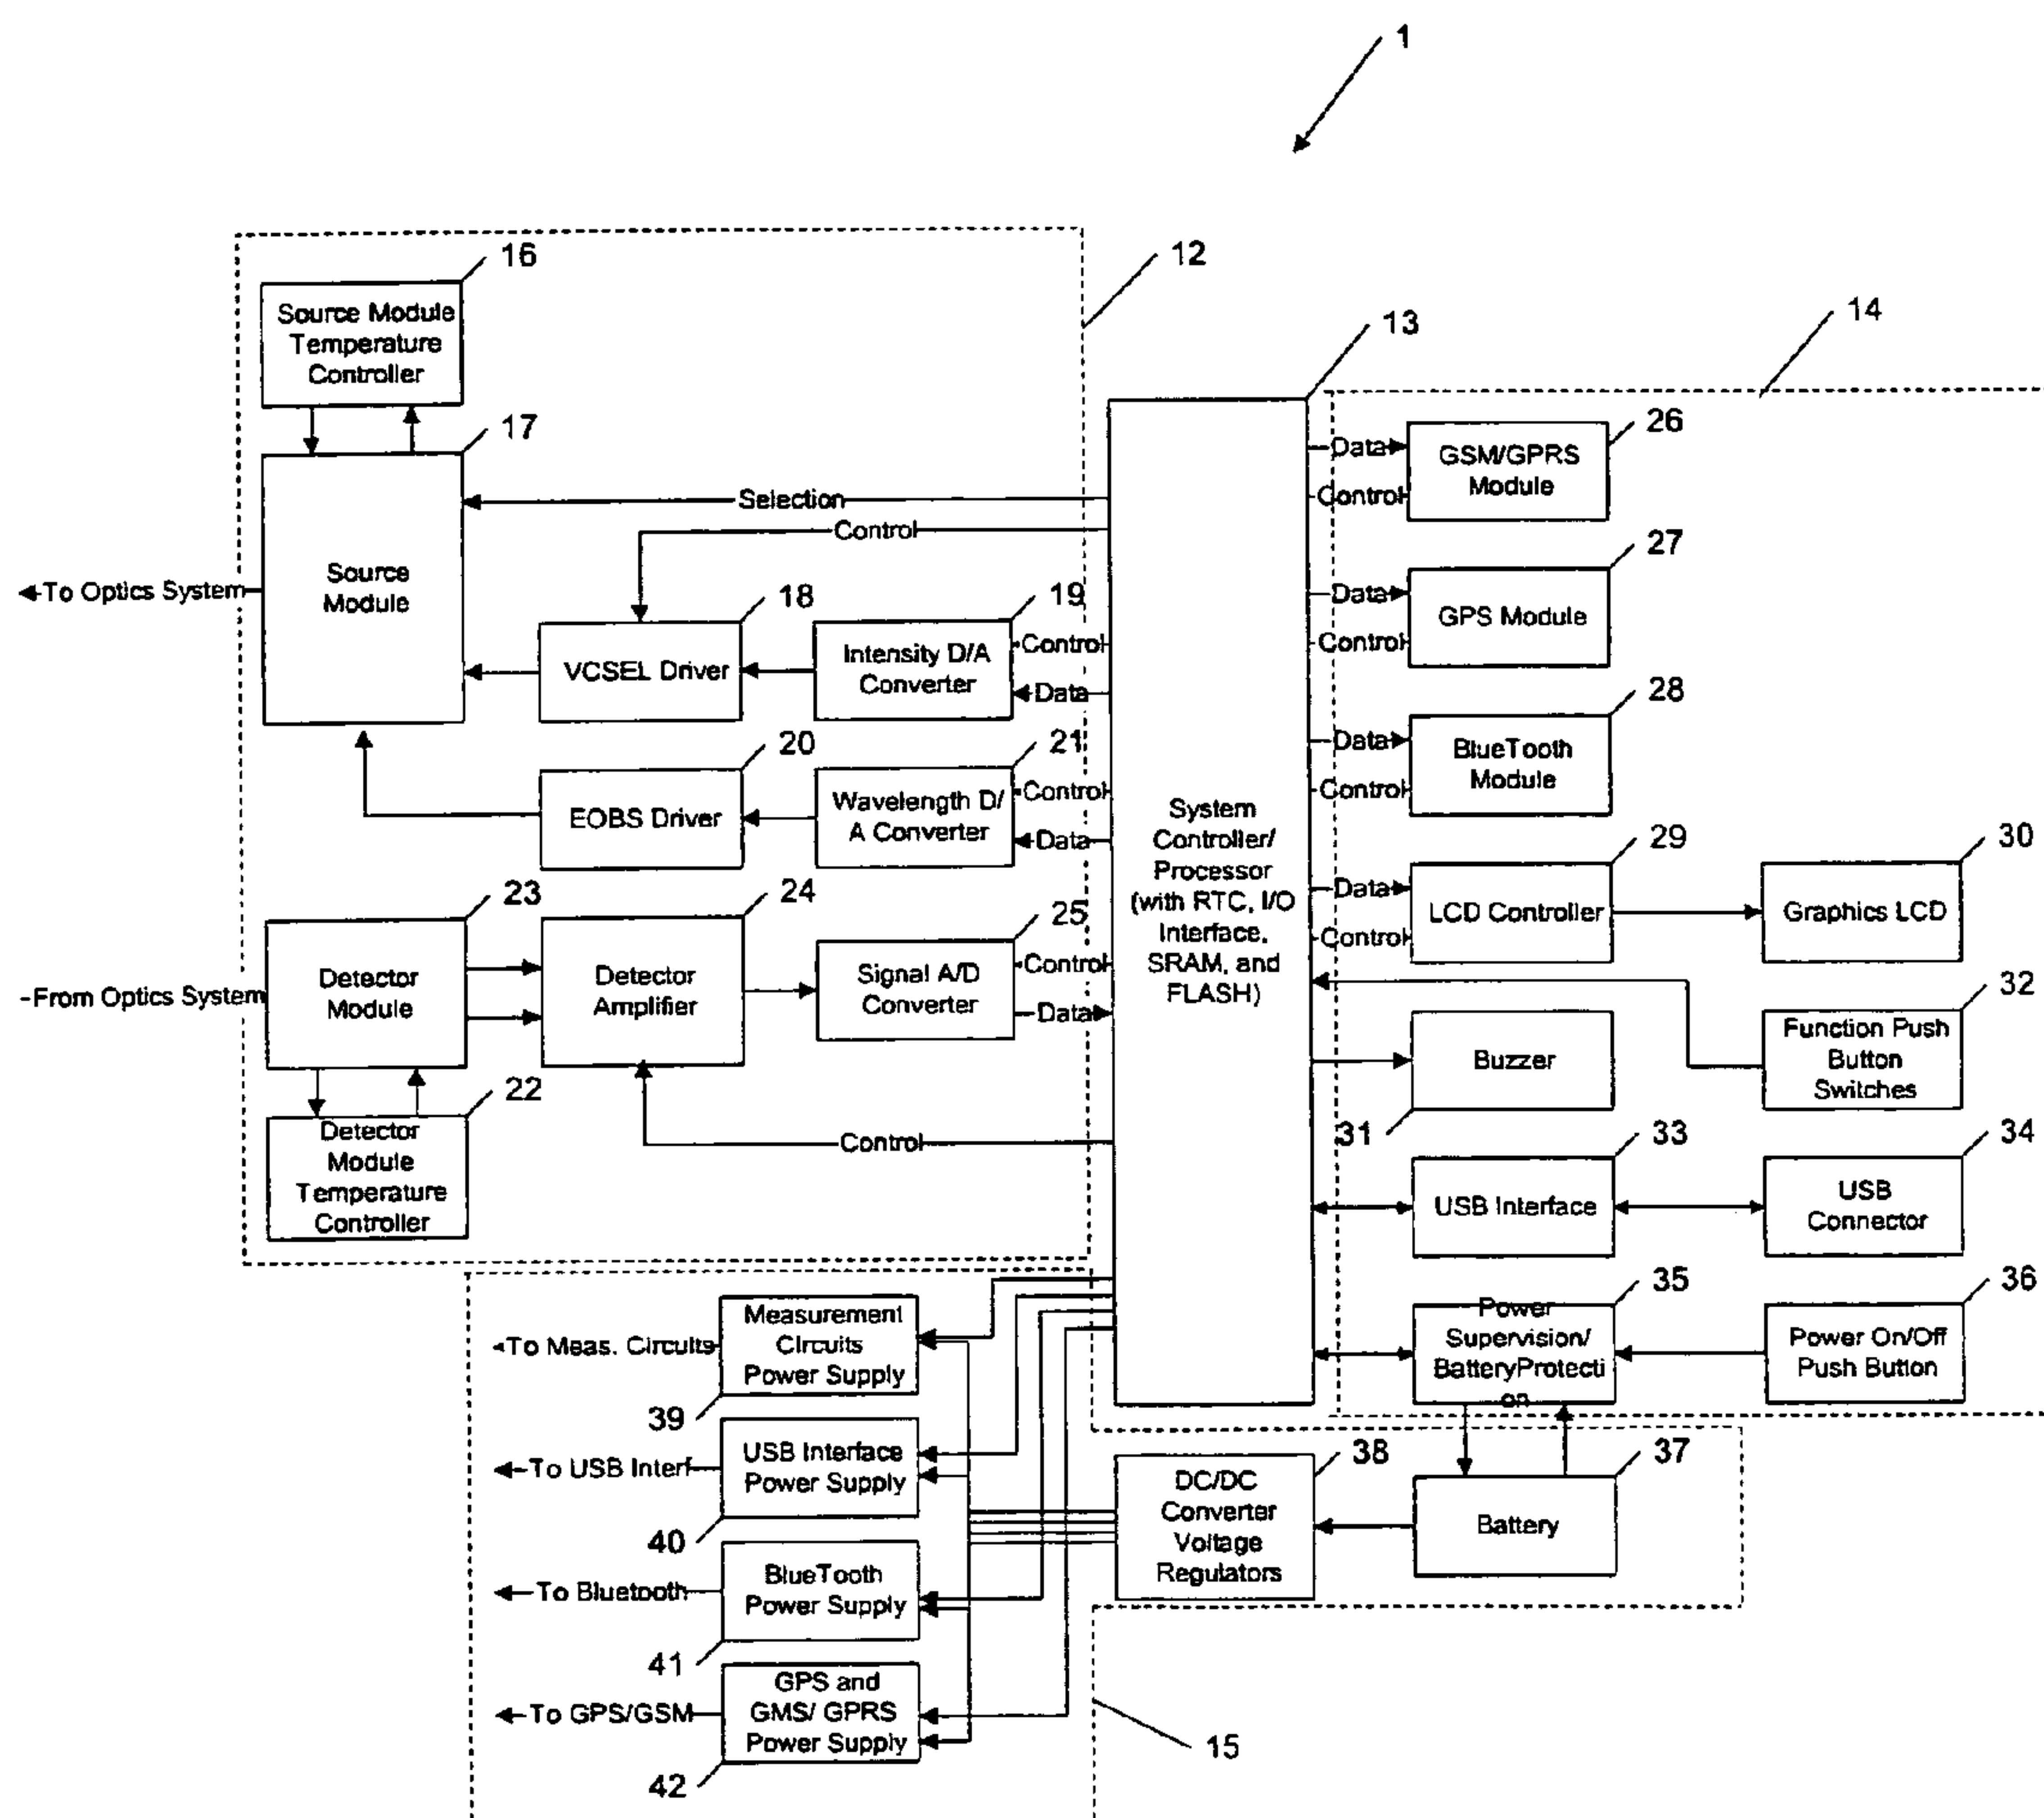 1
12
16
Source Module
Temperature
Controller
17
Source
Module
To Optics System
Selection
Control
18
VCSEL Driver
19
Intensity D/A
Converter
Control
Data
20
EOBS Driver
21
Wavelength D/
A Converter
Control
Data
23
Detector
Module
-From Optics System
24
Detector
Amplifier
25
Signal A/D
Converter
Control
Data
22
Detector
Module
Temperature
Controller
Control
13
System
Controller/
Processor
(with RTC, I/O
Interface,
SRAM, and
FLASH)
14
Data
Control
26
GSM/GPRS
Module
Data
Control
27
GPS Module
Data
Control
28
BlueTooth
Module
Data
Control
29
LCD Controller
30
Graphics LCD
31
Buzzer
32
Function Push
Button
Switches
33
USB Interface
34
USB
Connector
35
Power
Supervision/
BatteryProtecti
on
36
Power On/Off
Push Button
37
Battery
38
DC/DC
Converter
Voltage
Regulators
To Meas. Circuits
Measurement
Circuits
Power Supply
39
To USB Interf
USB Interface
Power Supply
40
To Bluetooth
BlueTooth
Power Supply
41
To GPS/GSM
GPS and
GMS/ GPRS
Power Supply
42
15